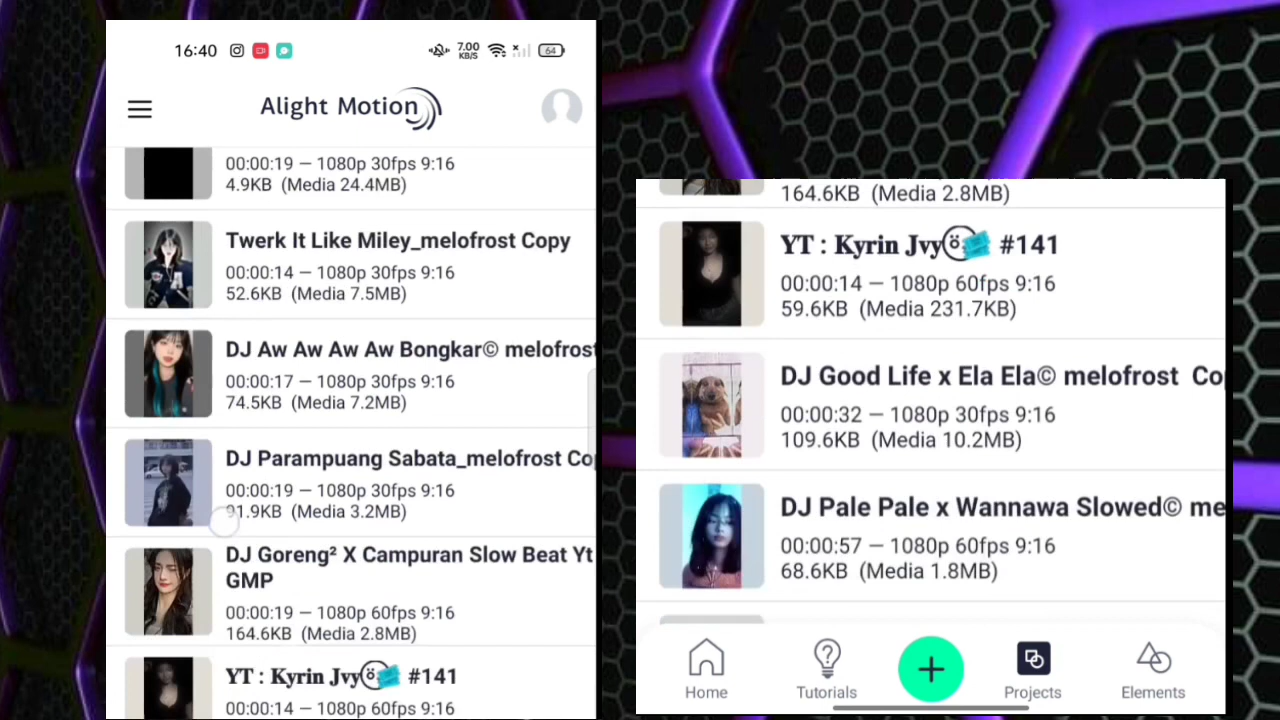 16:40
7.00
KB/S
64
Alight Motion
00:00:19 — 1080p 30fps 9:16
4.9KB (Media 24.4MB)
Twerk It Like Miley_melofrost Copy
00:00:14 — 1080p 30fps 9:16
52.6KB (Media 7.5MB)
DJ Aw Aw Aw Aw Bongkar© melofrost
00:00:17 — 1080p 30fps 9:16
74.5KB (Media 7.2MB)
DJ Parampuang Sabata_melofrost Cop
00:00:19 — 1080p 30fps 9:16
91.9KB (Media 3.2MB)
DJ Goreng² X Campuran Slow Beat Yt
GMP
00:00:19 — 1080p 60fps 9:16
164.6KB (Media 2.8MB)
YT : Kyrin Jvy #141
00:00:14 — 1080p 60fps 9:16
164.6KB (Media 2.8MB)
YT : Kyrin Jvy #141
00:00:14 — 1080p 60fps 9:16
59.6KB (Media 231.7KB)
DJ Good Life x Ela Ela© melofrost Co
00:00:32 — 1080p 30fps 9:16
109.6KB (Media 10.2MB)
DJ Pale Pale x Wannawa Slowed© me
00:00:57 — 1080p 60fps 9:16
68.6KB (Media 1.8MB)
Home
Tutorials
Projects
Elements